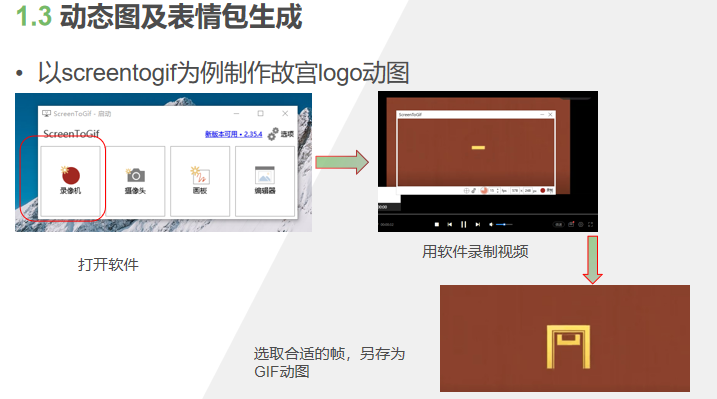 1.3 动态图及表情包生成
• 以screentogif为例制作故宫logo动图
ScreenToGif - 启动
ScreenToGif
新版本可用 • 2.35.4
选项
录像机
摄像头
画板
编辑器
打开软件
ScreenToGif
用软件录制视频
选取合适的帧，另存为
GIF动图